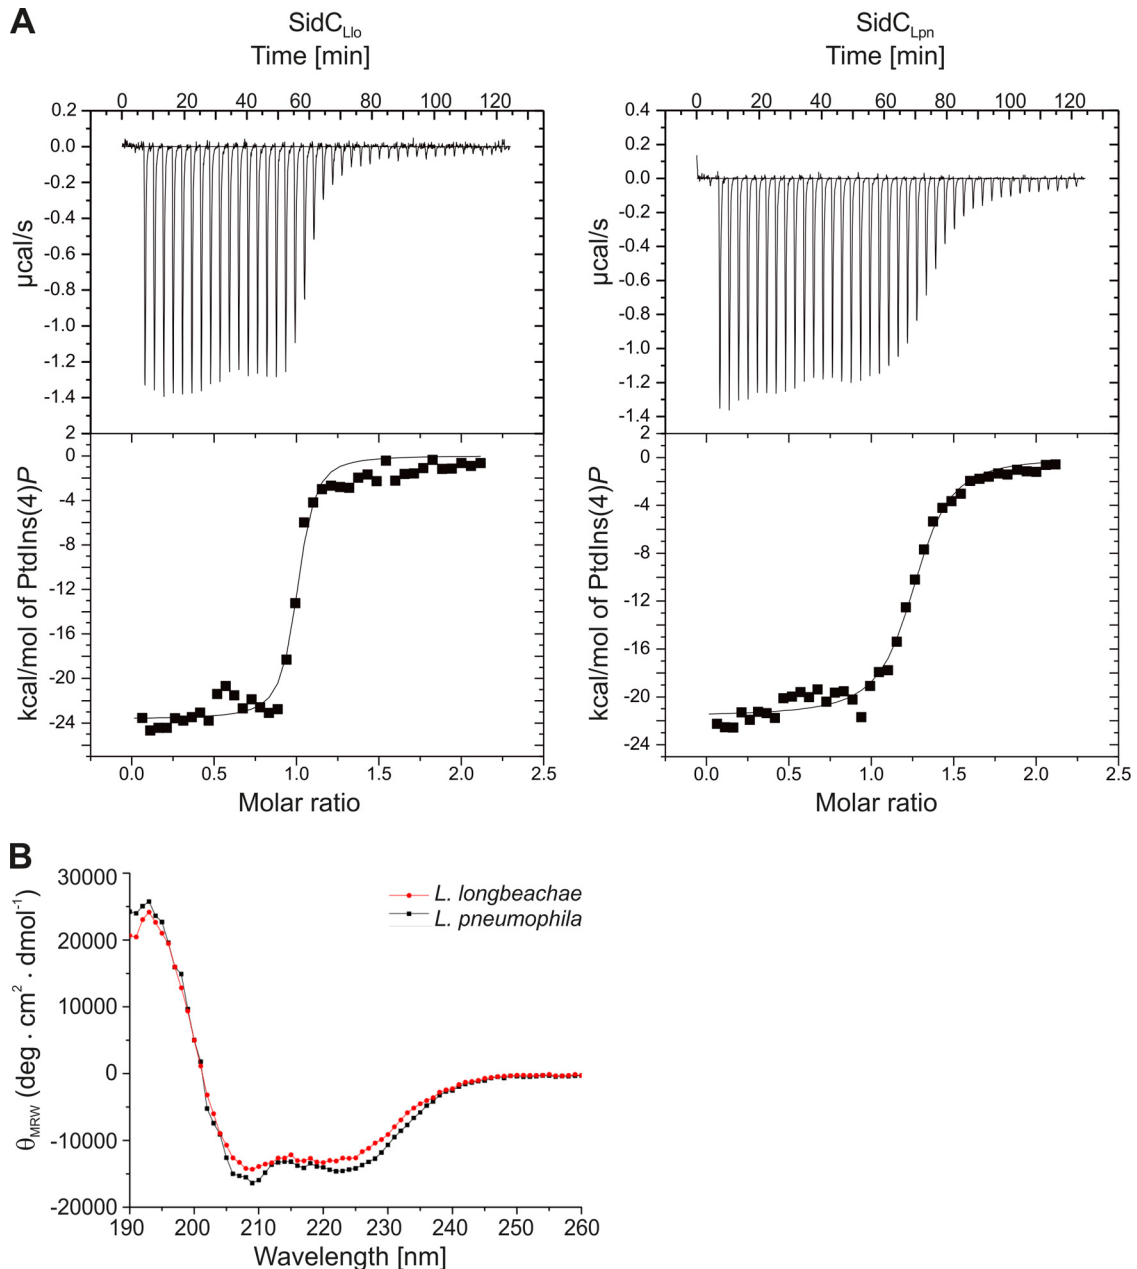 A
SidC_Llo
Time [min]
0 20 40 60 80 100 120
0.2
0.0
-0.2
-0.4
-0.6
-0.8
-1.0
-1.2
-1.4
µcal/s
2
0
-4
-8
-12
-16
-20
-24
kcal/mol of PtdIns(4)P
0.0 0.5 1.0 1.5 2.0 2.5
Molar ratio
SidC_Lpn
Time [min]
0 20 40 60 80 100 120
0.4
0.2
0.0
-0.2
-0.4
-0.6
-0.8
-1.0
-1.2
-1.4
µcal/s
2
0
-4
-8
-12
-16
-20
-24
kcal/mol of PtdIns(4)P
0.0 0.5 1.0 1.5 2.0 2.5
Molar ratio
B
30000
20000
10000
0
-10000
-20000
θ_MRW (deg · cm² · dmol⁻¹)
L. longbeachae
L. pneumophila
190 200 210 220 230 240 250 260
Wavelength [nm]